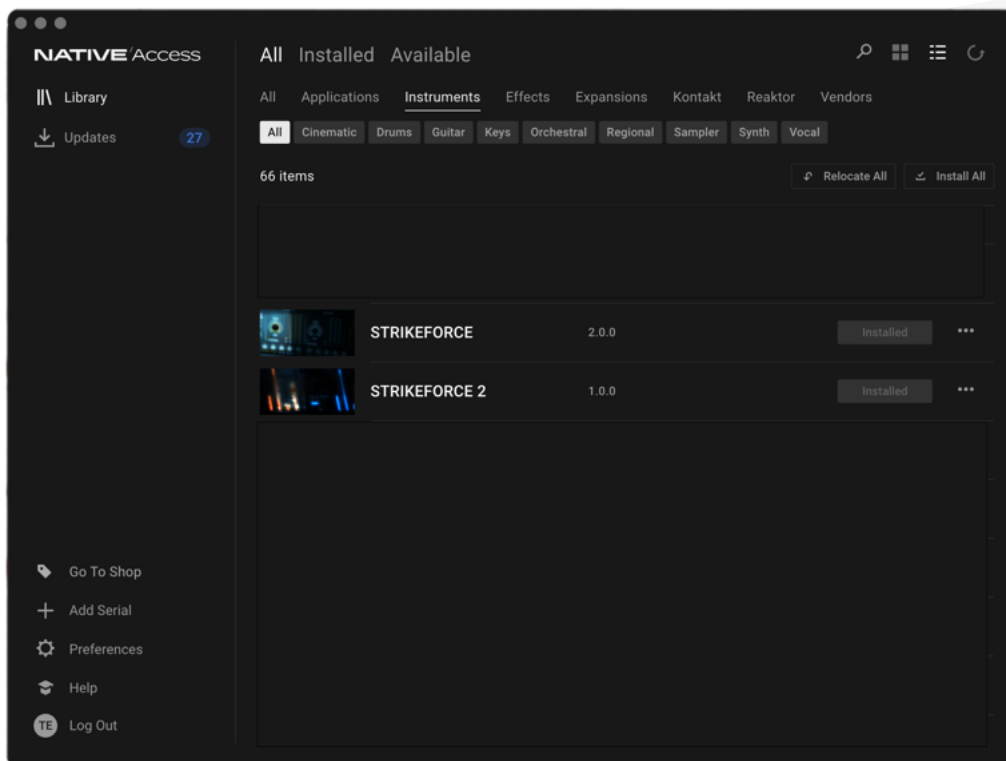 NATIVE Access
All Installed Available
Library
Updates 27
All Applications Instruments Effects Expansions Kontakt Reaktor Vendors
All Cinematic Drums Guitar Keys Orchestral Regional Sampler Synth Vocal
66 items
Relocate All
Install All
STRIKEFORCE 2.0.0 Installed
STRIKEFORCE 2 1.0.0 Installed
Go To Shop
Add Serial
Preferences
Help
TE Log Out